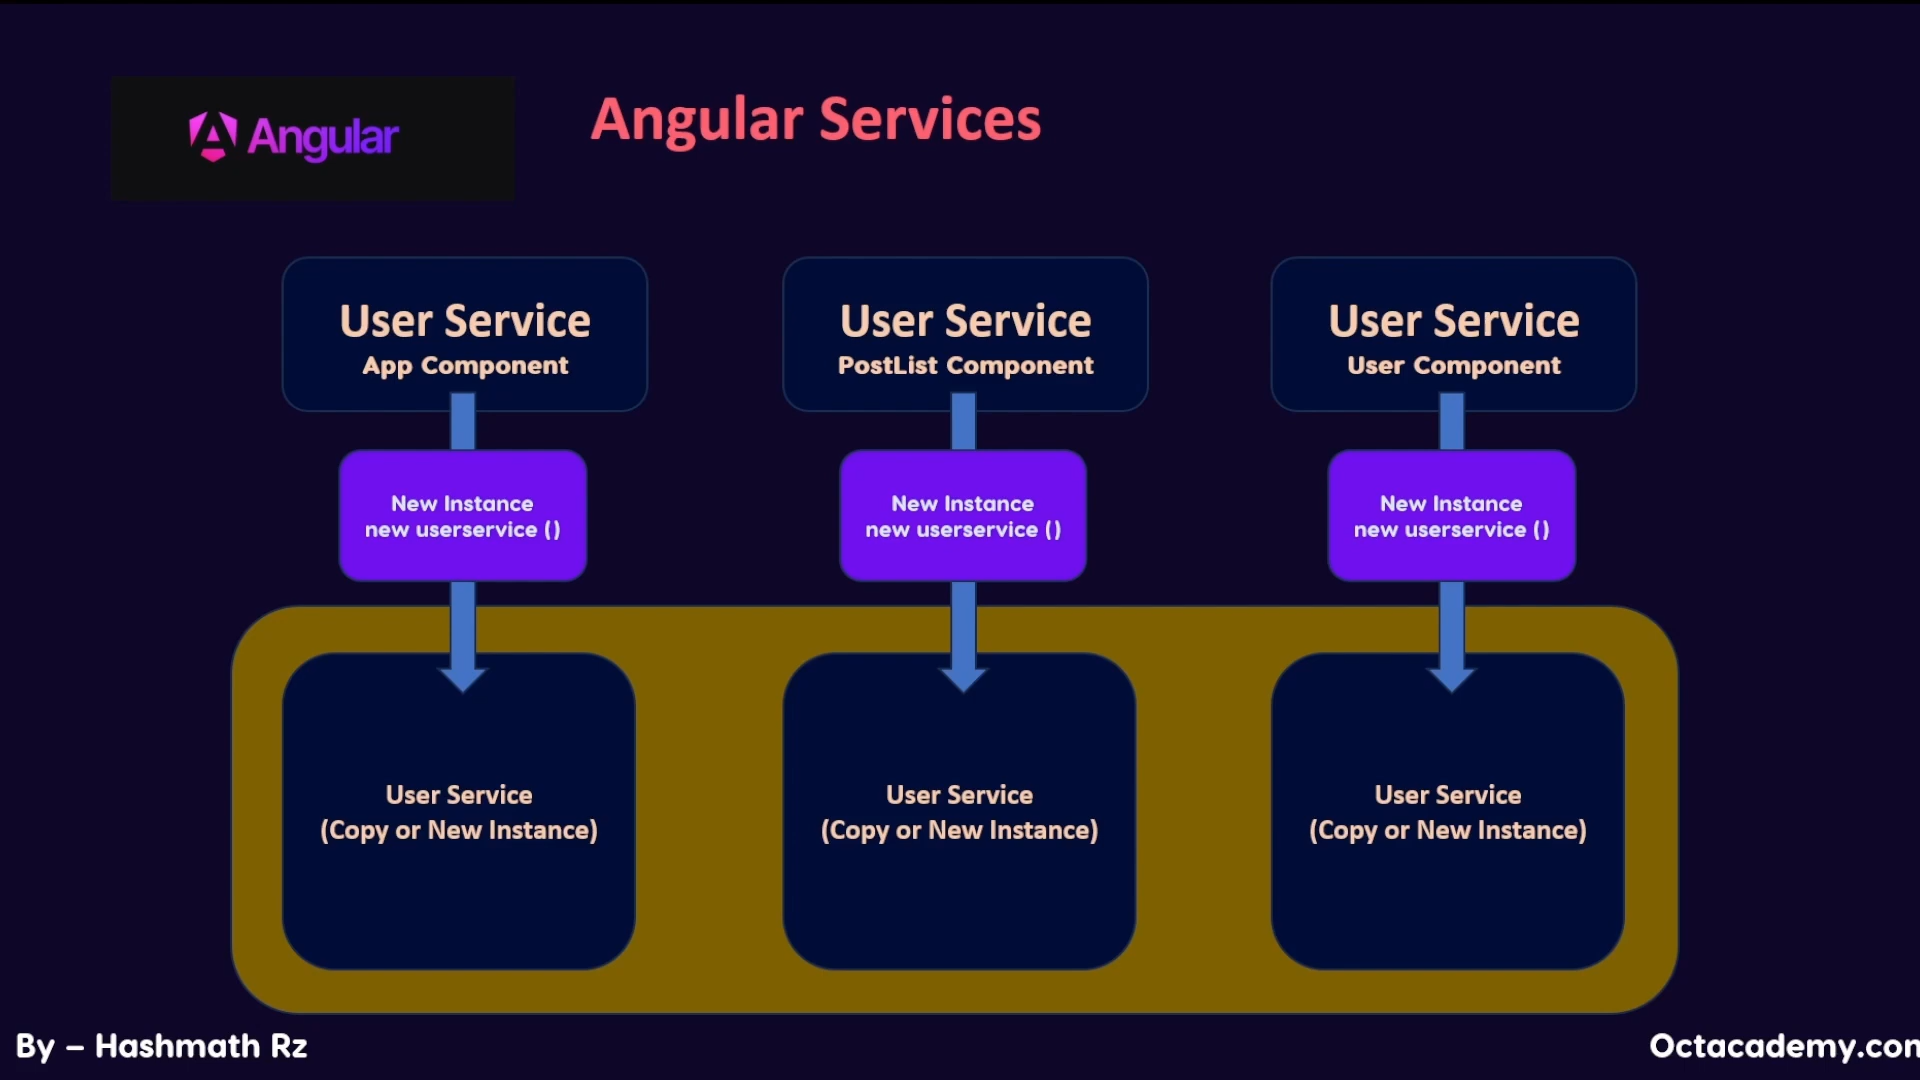 Angular
Angular Services
User Service
App Component
User Service
PostList Component
User Service
User Component
New Instance
new userservice ()
New Instance
new userservice ()
New Instance
new userservice ()
User Service
(Copy or New Instance)
User Service
(Copy or New Instance)
User Service
(Copy or New Instance)
By – Hashmath Rz
Octacademy.com